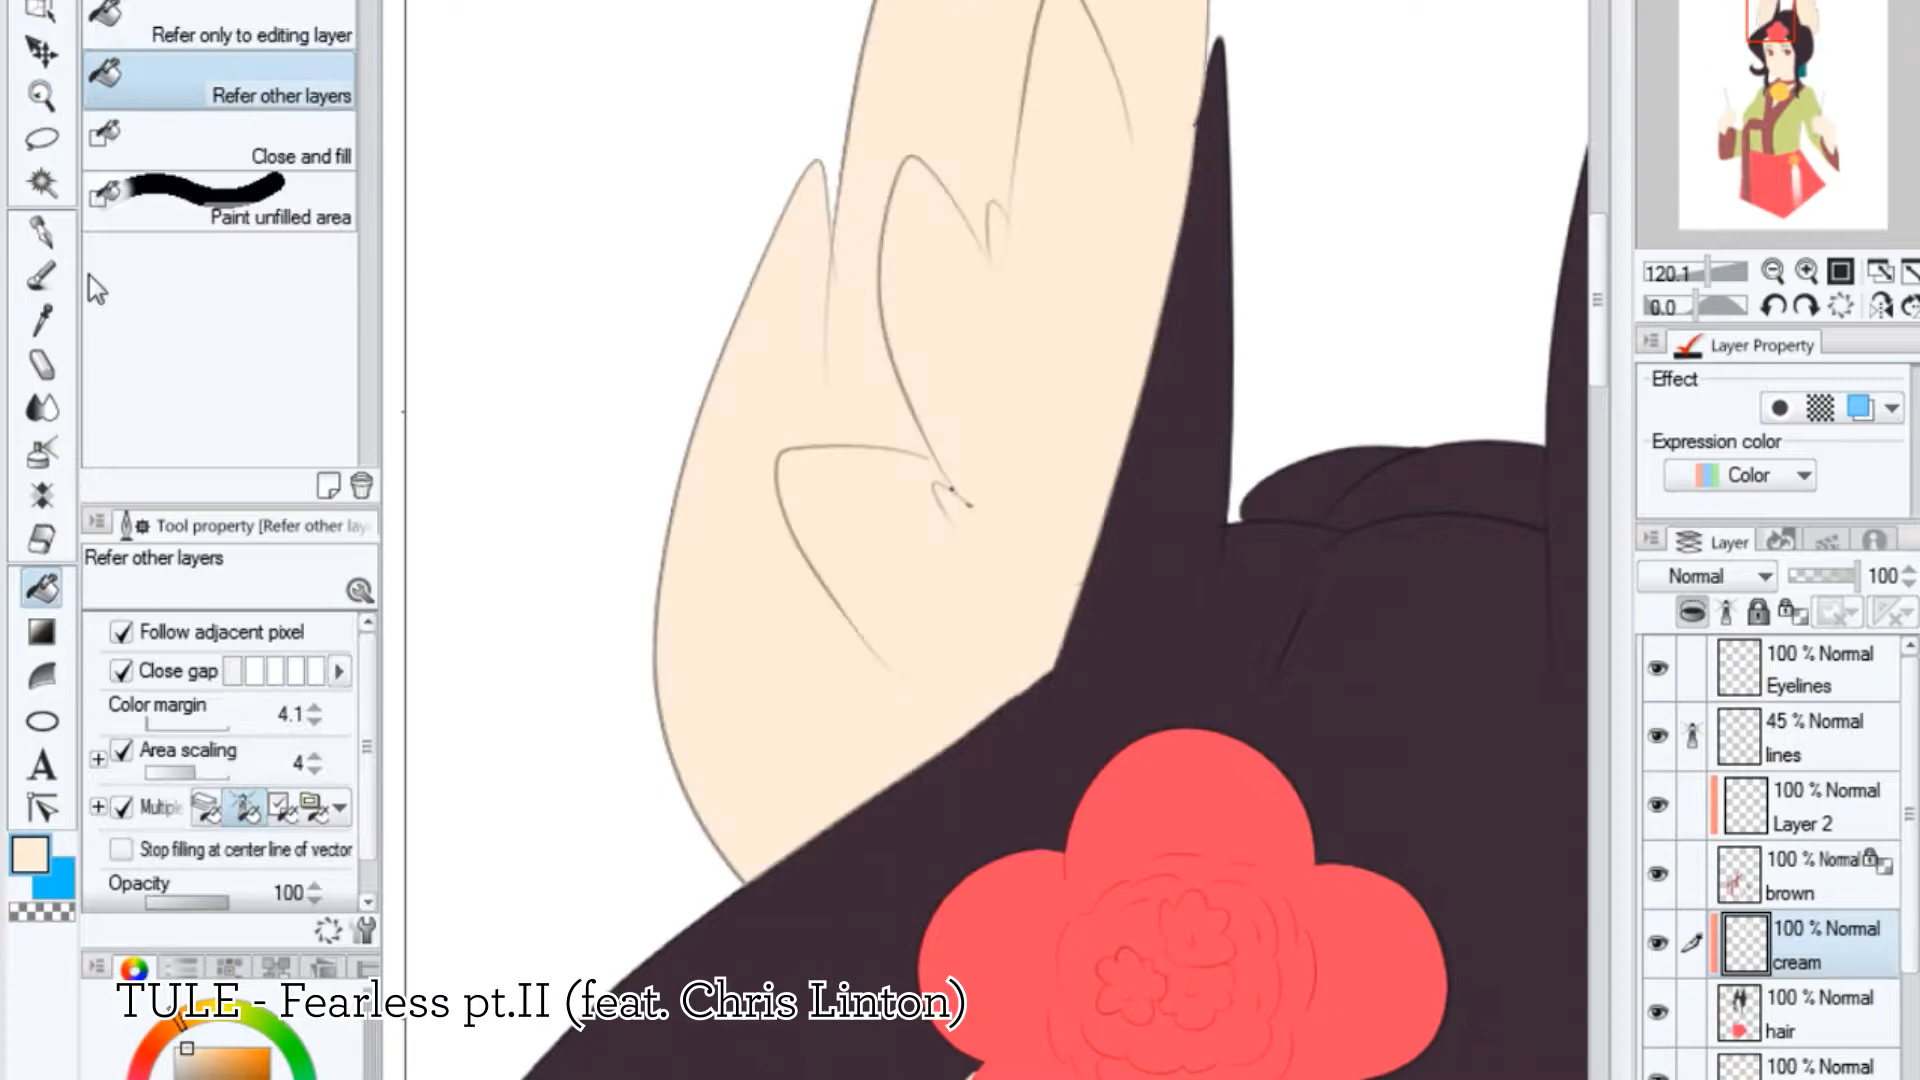 Refer only to editing layer
Refer other layers
Close and fill
Paint unfilled area
Tool property [Refer other lay
Refer other layers
Follow adjacent pixel
Close gap
Color margin
4.1
Area scaling
4
Multiple
Stop filling at center line of vector
Opacity
100
A
TULE - Fearless pt.II (feat. Chris Linton)
120.1
0.0
Layer Property
Effect
Expression color
Color
Layer
Normal
100
100 % Normal
Eyelines
45 % Normal
lines
100 % Normal
Layer 2
100 % Normal
brown
100 % Normal
cream
100 % Normal
hair
100 % Normal